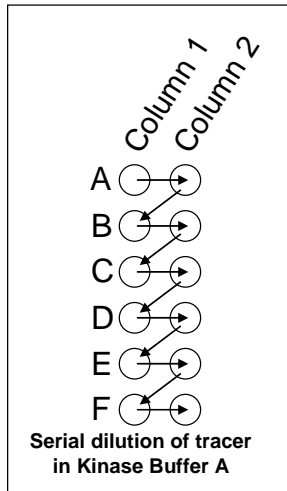 Column 1
Column 2
A
B
C
D
E
F
Serial dilution of tracer
in Kinase Buffer A